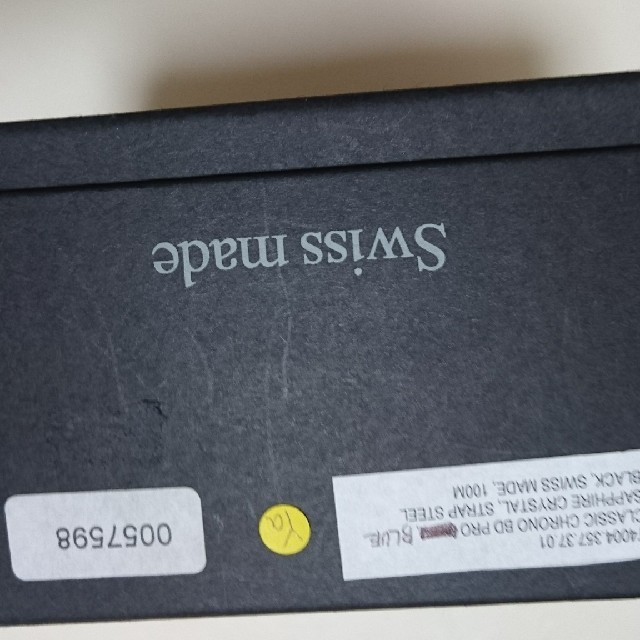 Swiss made
0057598
Ya
4004 357 37 01
CLASSIC CHRONO BD PRO BLUE
SAPPHIRE CRYSTAL STRAP STEEL
BLACK, SWISS MADE, 100M